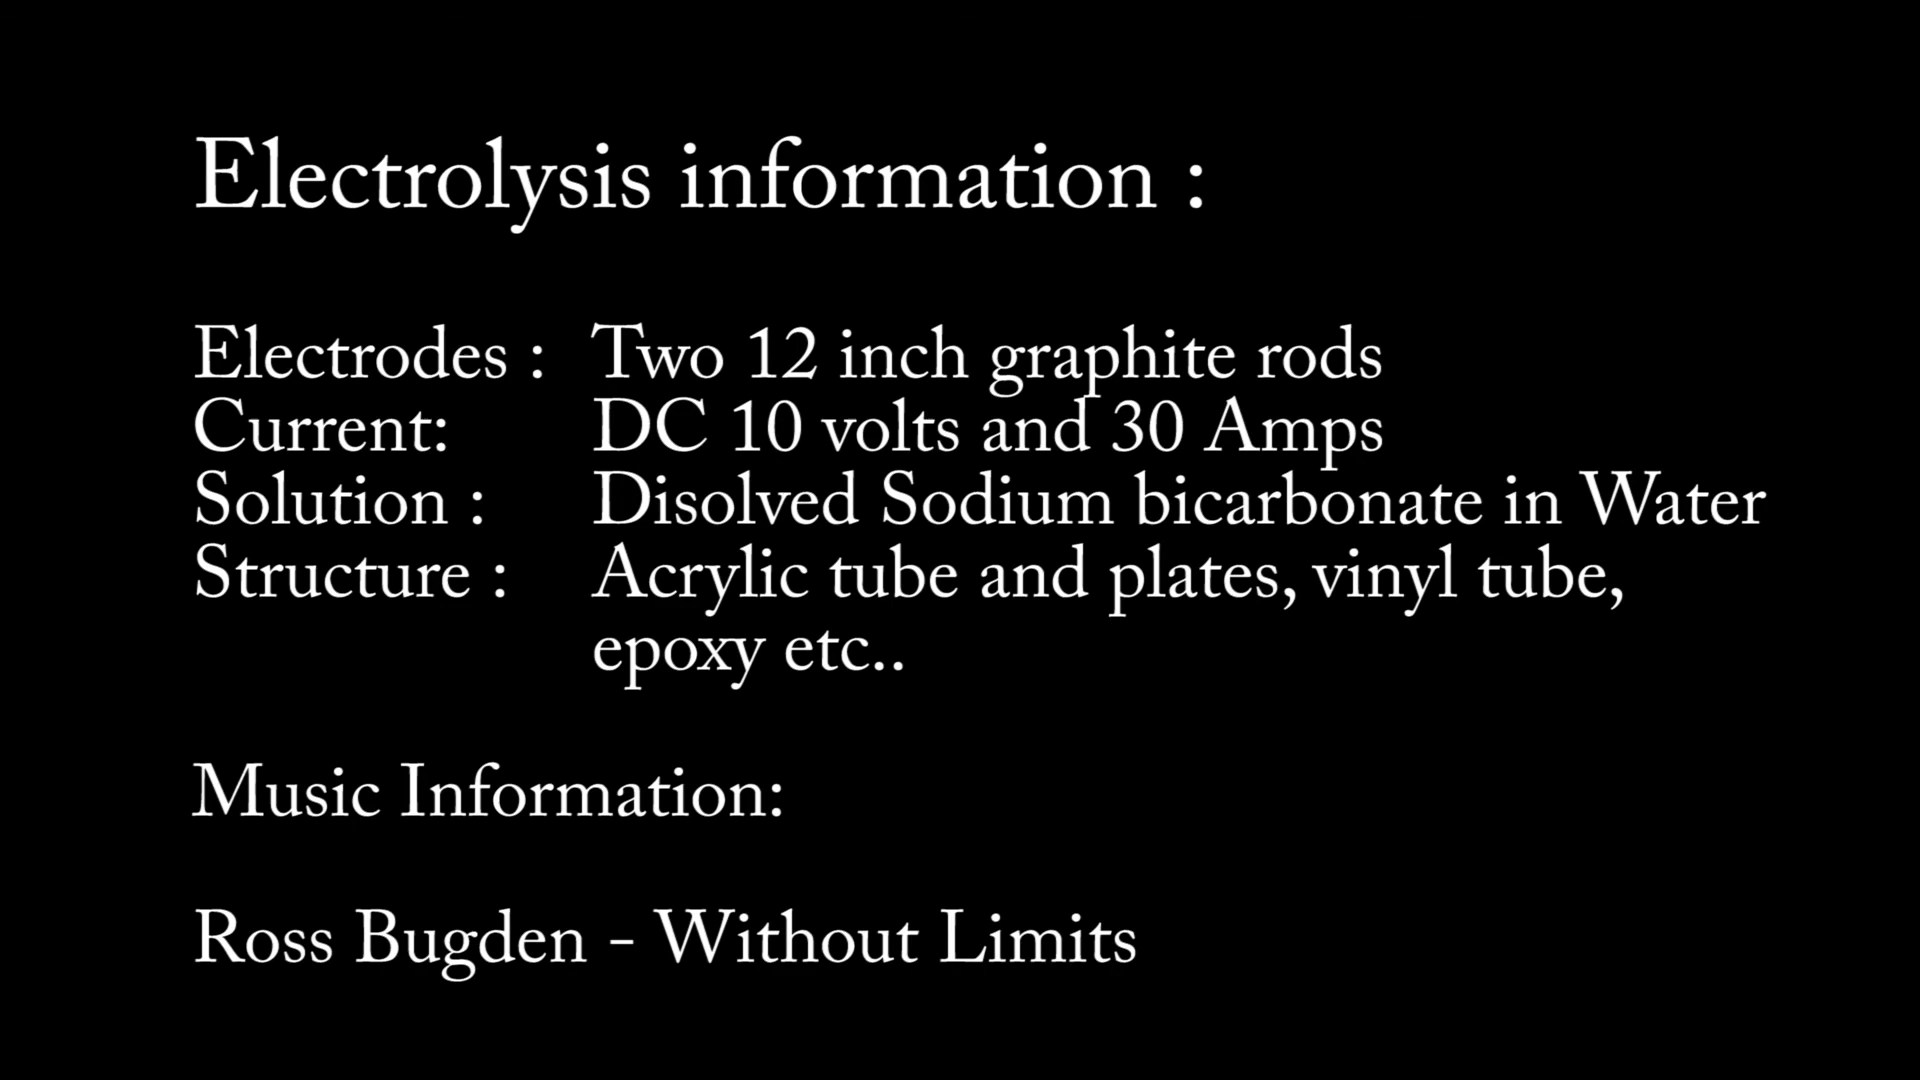 Electrolysis information :
Electrodes : Two 12 inch graphite rods
Current: DC 10 volts and 30 Amps
Solution : Disolved Sodium bicarbonate in Water
Structure : Acrylic tube and plates, vinyl tube,
epoxy etc..
Music Information:
Ross Bugden - Without Limits